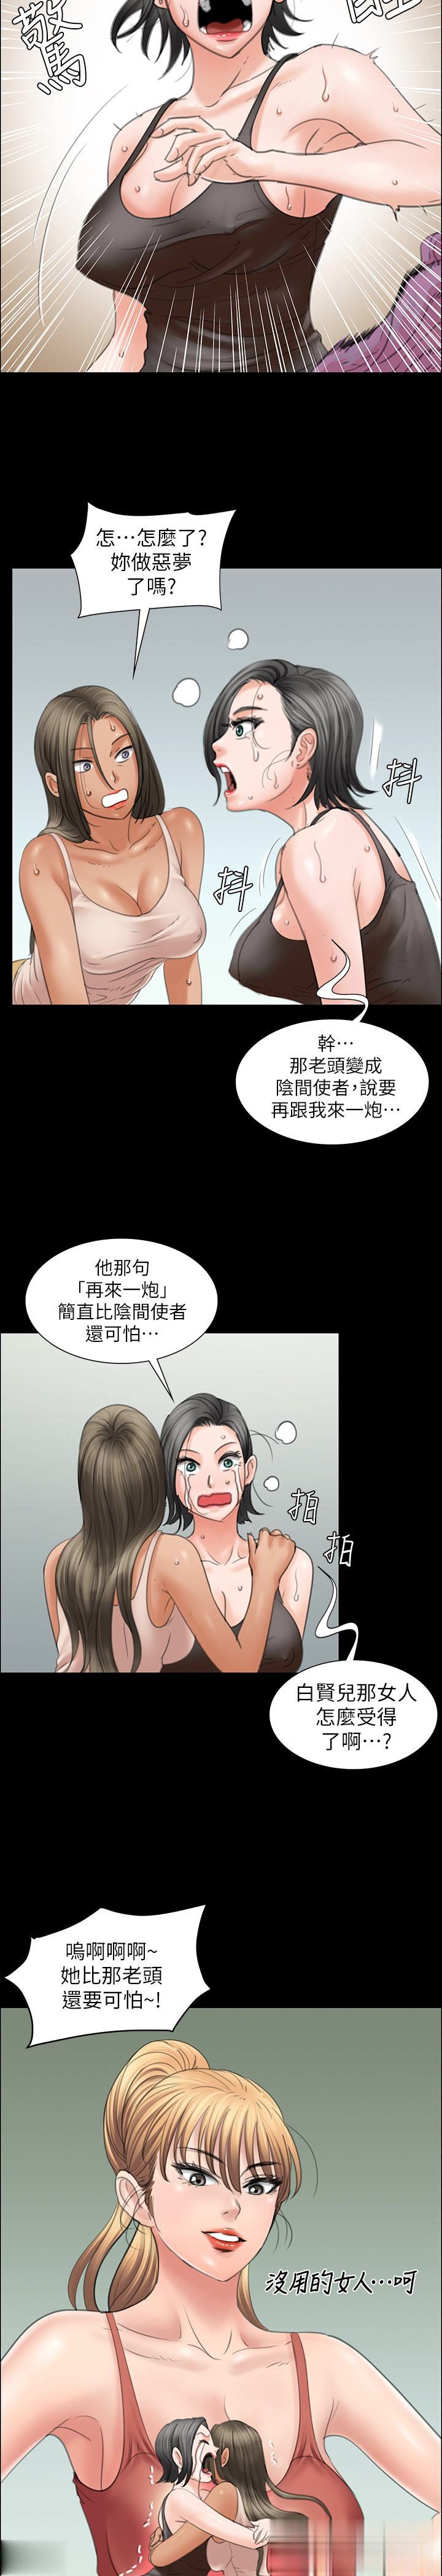 驚
醒
怎…怎麼了?
妳做惡夢
了嗎?
抖
抖
幹…
那老頭變成
陰間使者,說要
再跟我來一炮…
他那句
「再來一炮」
簡直比陰間使者
還可怕…
拍
拍
白賢兒那女人
怎麼受得
了啊…?
嗚啊啊啊~
她比那老頭
還要可怕~!
沒用的女人…呵